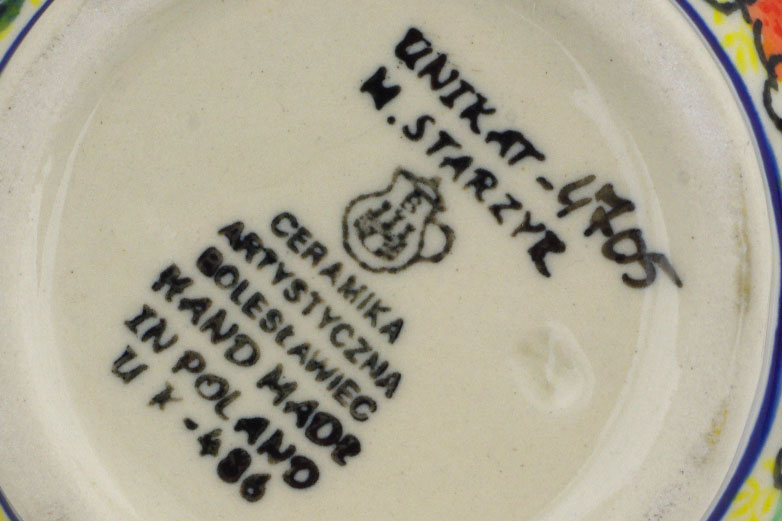 UNIKAT-4705
W. STARZYK
CERAMIKA
ARTYSTYCZNA
BOLESŁAWIEC
HAND MADE
IN POLAND
U K-486